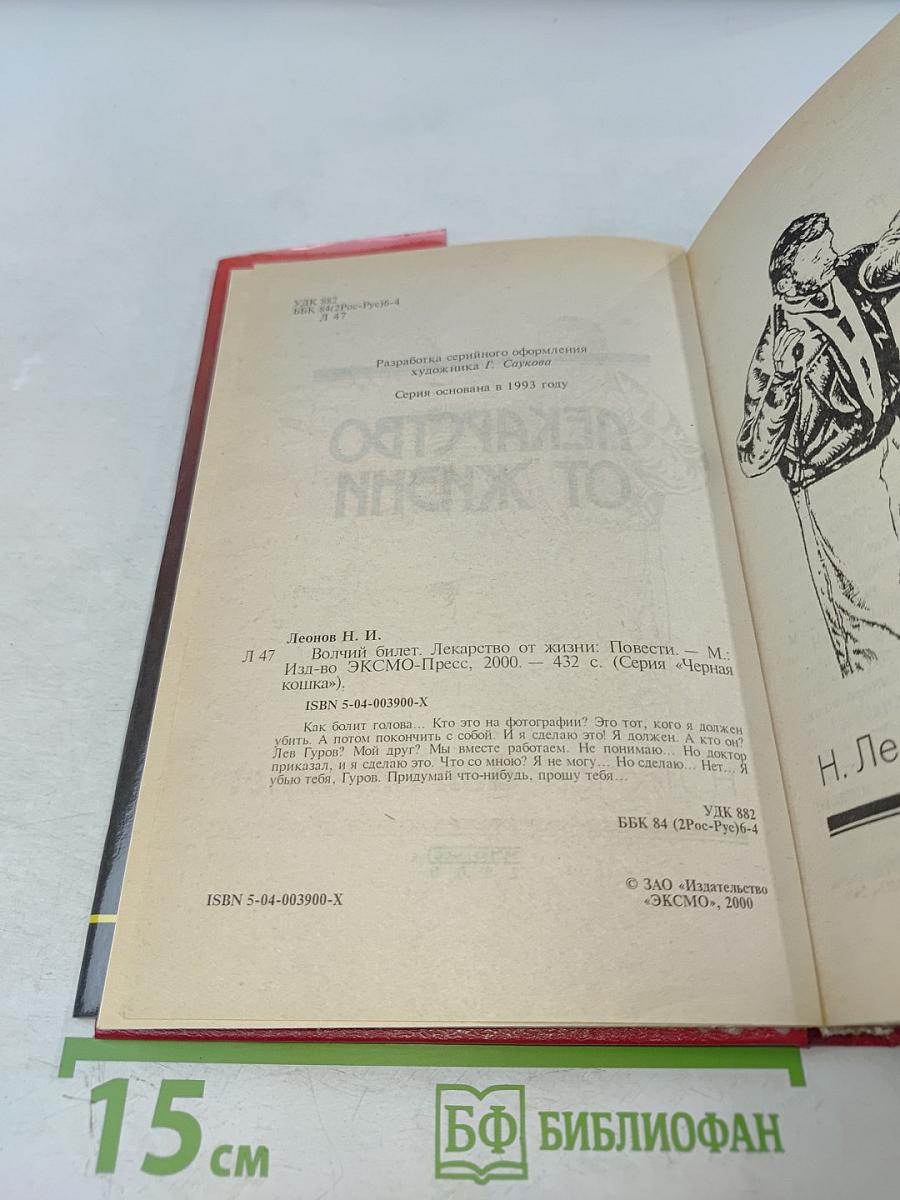 УДК 882
ББК 84(2Рос-Рус)6-4
Л 47
Разработка серийного оформления
художника Г. Саукова
Серия основана в 1993 году
ЛЕКАРСТВО
ОТ ЖИЗНИ
Леонов Н. И.
Л 47 Волчий билет. Лекарство от жизни: Повести. — М.:
Изд-во ЭКСМО-Пресс, 2000. — 432 с. (Серия «Черная
кошка»).
ISBN 5-04-003900-X
Как болит голова... Кто это на фотографии? Это тот, кого я должен
убить. А потом покончить с собой. И я сделаю это! Я должен. А кто он?
Лев Гуров? Мой друг? Мы вместе работаем. Не понимаю... Но доктор
приказал, и я сделаю это. Что со мною? Я не могу... Но сделаю... Нет... Я
убью тебя, Гуров. Придумай что-нибудь, прошу тебя...
УДК 882
ББК 84 (2Рос-Рус)6-4
ISBN 5-04-003900-X
© ЗАО «Издательство
«ЭКСМО», 2000
Н. Ле
15 см
БФ БИБЛИОФАН